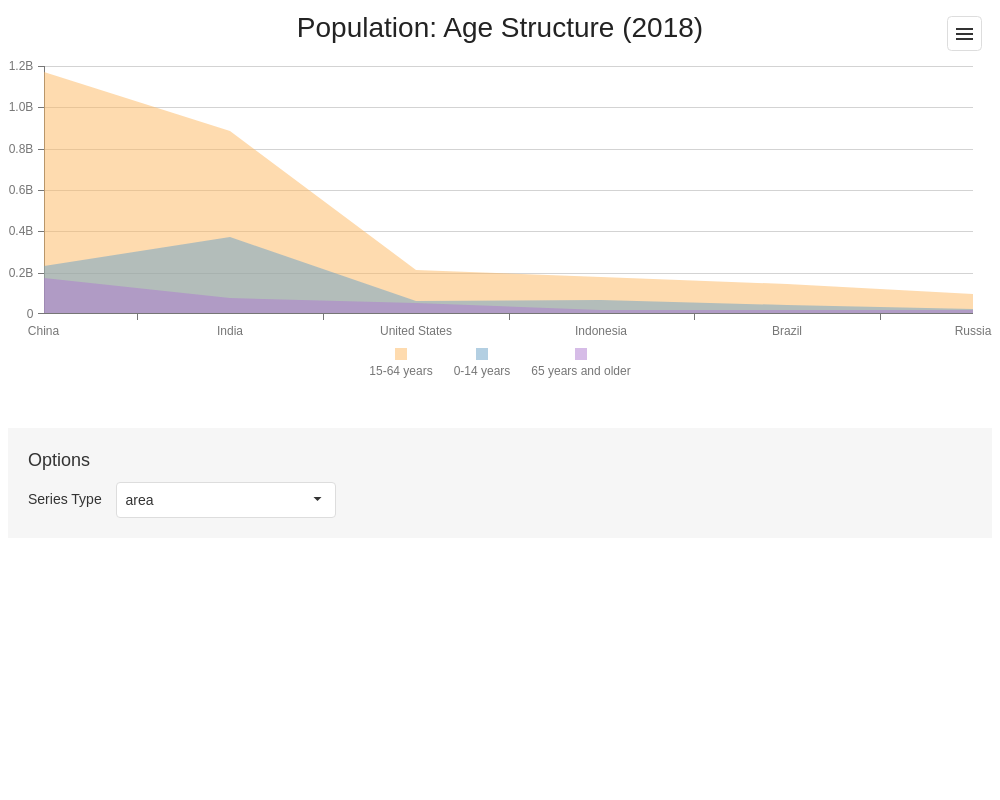 Population: Age Structure (2018)
1.2B
1.0B
0.8B
0.6B
0.4B
0.2B
0
China India United States Indonesia Brazil Russia
15-64 years 0-14 years 65 years and older
Options
Series Type area